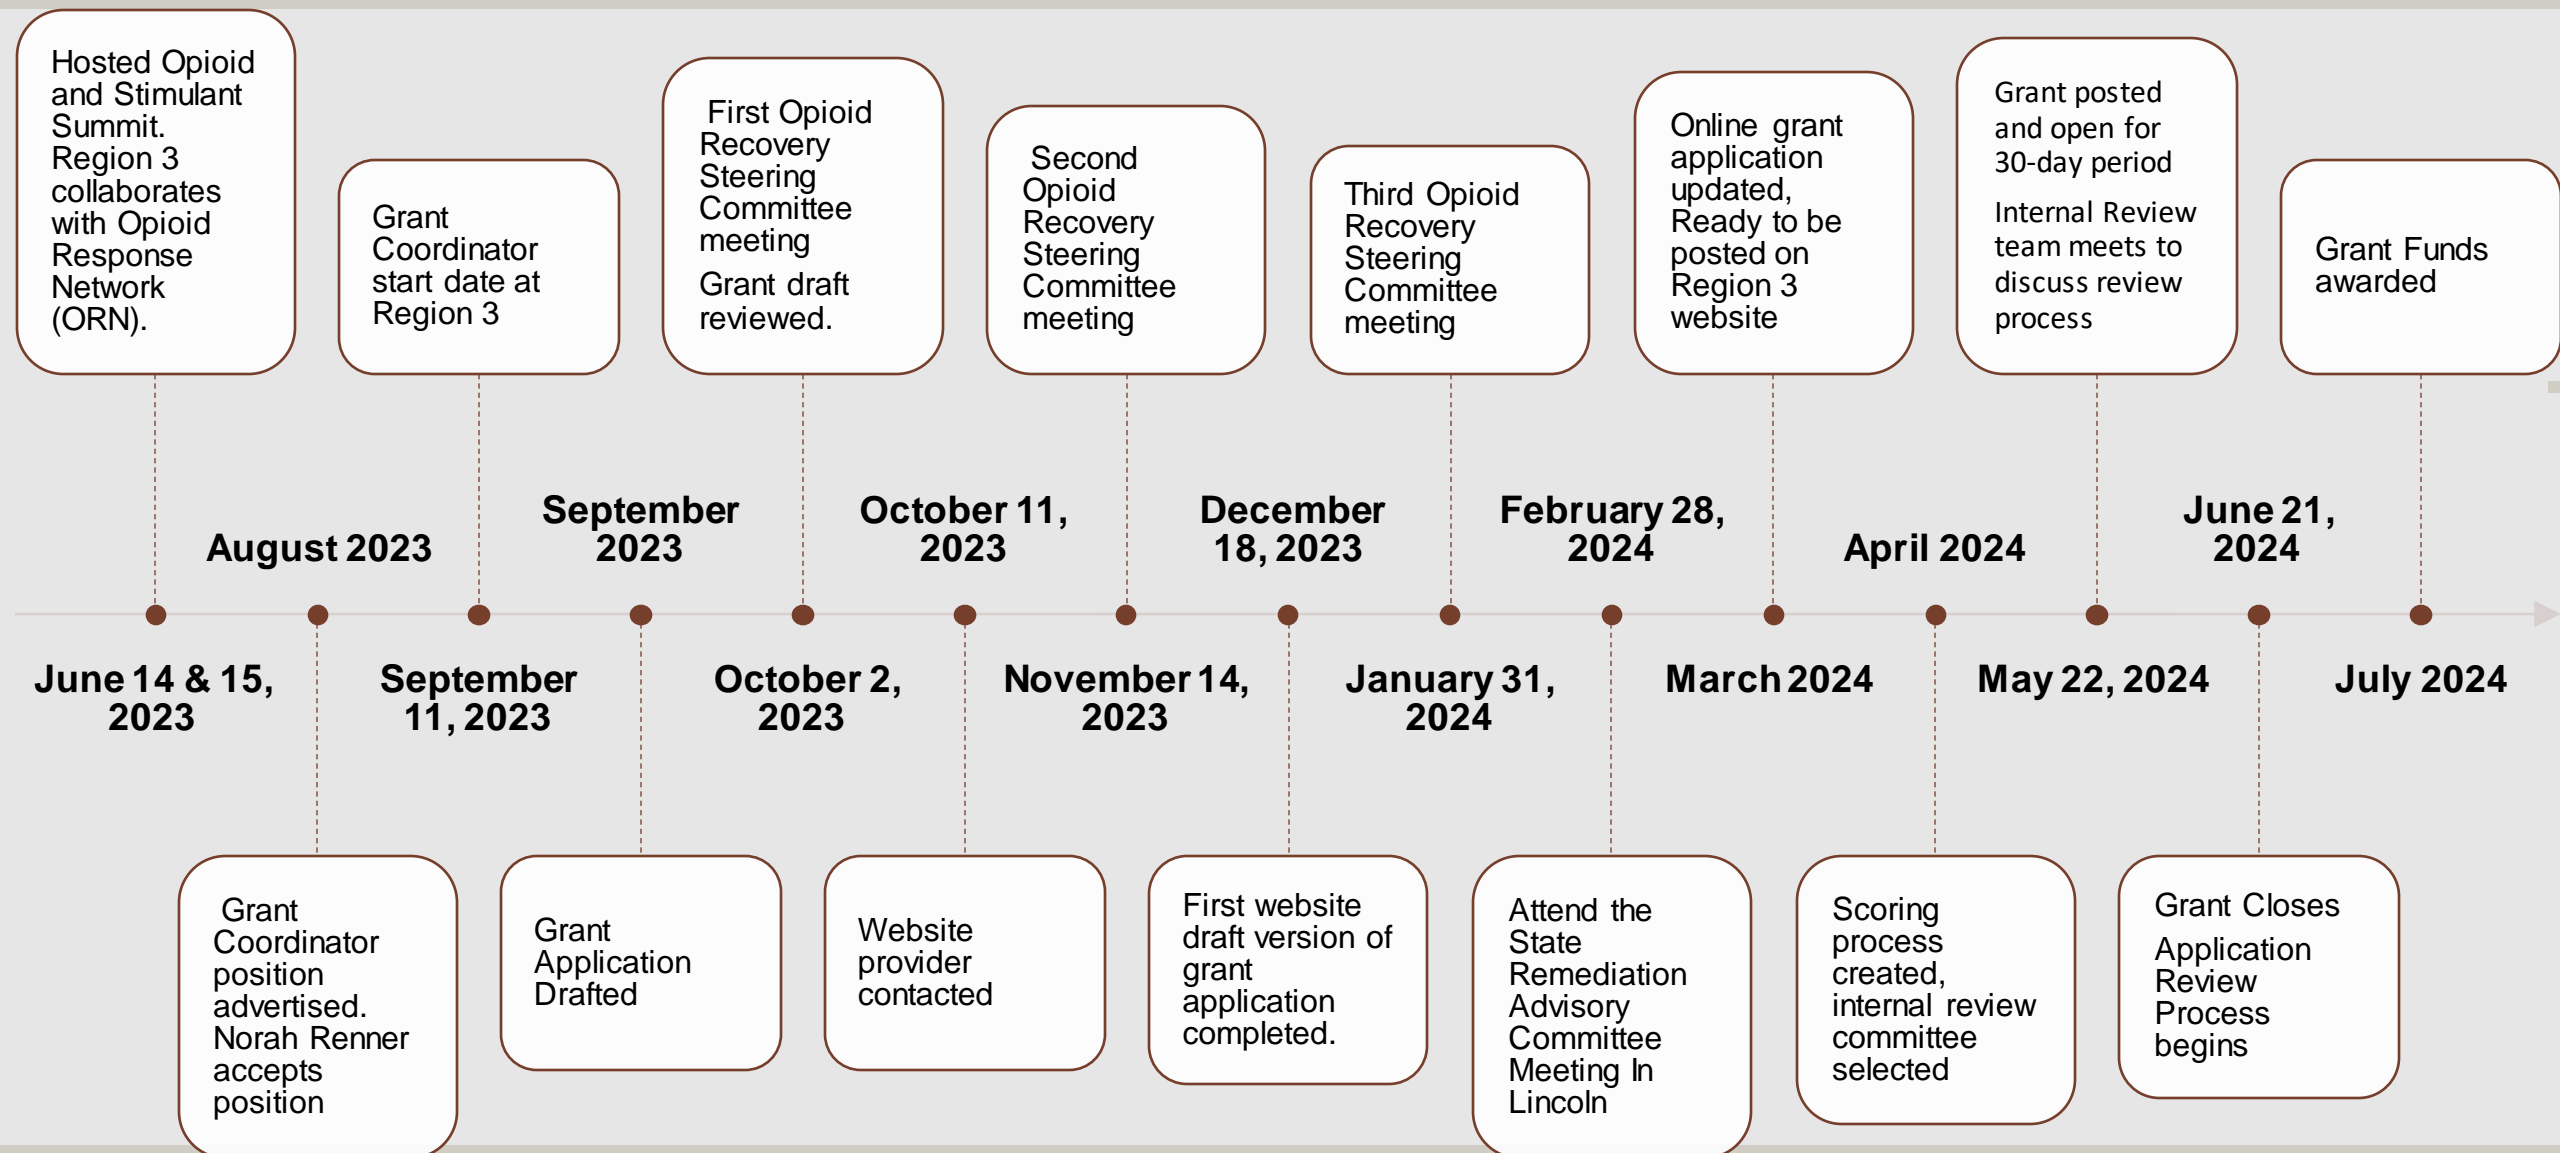 Hosted Opioid
and Stimulant
Summit.
Region 3
collaborates
with Opioid
Response
Network
(ORN).
Grant
Coordinator
start date at
Region 3
First Opioid
Recovery
Steering
Committee
meeting
Grant draft
reviewed.
Second
Opioid
Recovery
Steering
Committee
meeting
Third Opioid
Recovery
Steering
Committee
meeting
Online grant
application
updated,
Ready to be
posted on
Region 3
website
Grant posted
and open for
30-day period
Internal Review
team meets to
discuss review
process
Grant Funds
awarded
August 2023
September
2023
October 11,
2023
December
18, 2023
February 28,
2024
April 2024
June 21,
2024
June 14 & 15,
2023
September
11, 2023
October 2,
2023
November 14,
2023
January 31,
2024
March 2024
May 22, 2024
July 2024
Grant
Coordinator
position
advertised.
Norah Renner
accepts
position
Grant
Application
Drafted
Website
provider
contacted
First website
draft version of
grant
application
completed.
Attend the
State
Remediation
Advisory
Committee
Meeting In
Lincoln
Scoring
process
created,
internal review
committee
selected
Grant Closes
Application
Review
Process
begins